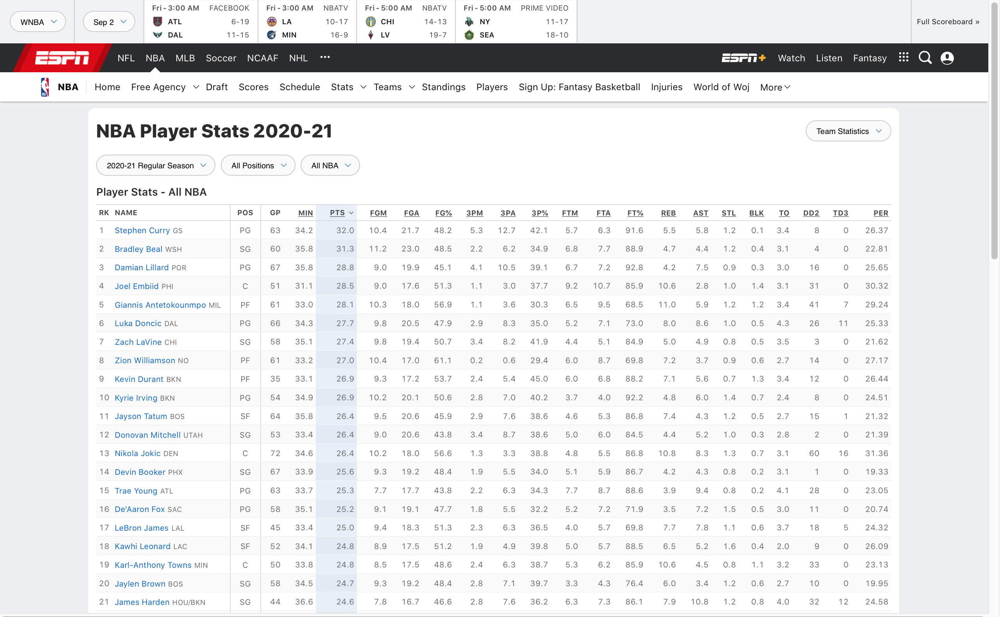 WNBA
Sep 2
Fri - 3:00 AM FACEBOOK
ATL 6-19
DAL 11-15
Fri - 3:00 AM NBATV
LA 10-17
MIN 16-9
Fri - 5:00 AM NBATV
CHI 14-13
LV 19-7
Fri - 5:00 AM PRIME VIDEO
NY 11-17
SEA 18-10
Full Scoreboard »
ESPN NFL NBA MLB Soccer NCAAF NHL ••• ESPN+ Watch Listen Fantasy
NBA Home Free Agency Draft Scores Schedule Stats Teams Standings Players Sign Up: Fantasy Basketball Injuries World of Woj More
NBA Player Stats 2020-21
Team Statistics
2020-21 Regular Season All Positions All NBA
Player Stats - All NBA
RK NAME POS GP MIN PTS FGM FGA FG% 3PM 3PA 3P% FTM FTA FT% REB AST STL BLK TO DD2 TD3 PER
1 Stephen Curry GS PG 63 34.2 32.0 10.4 21.7 48.2 5.3 12.7 42.1 5.7 6.3 91.6 5.5 5.8 1.2 0.1 3.4 8 0 26.37
2 Bradley Beal WSH SG 60 35.8 31.3 11.2 23.0 48.5 2.2 6.2 34.9 6.8 7.7 88.9 4.7 4.4 1.2 0.4 3.1 4 0 22.81
3 Damian Lillard POR PG 67 35.8 28.8 9.0 19.9 45.1 4.1 10.5 39.1 6.7 7.2 92.8 4.2 7.5 0.9 0.3 3.0 16 0 25.65
4 Joel Embiid PHI C 51 31.1 28.5 9.0 17.6 51.3 1.1 3.0 37.7 9.2 10.7 85.9 10.6 2.8 1.0 1.4 3.1 31 0 30.32
5 Giannis Antetokounmpo MIL PF 61 33.0 28.1 10.3 18.0 56.9 1.1 3.6 30.3 6.5 9.5 68.5 11.0 5.9 1.2 1.2 3.4 41 7 29.24
6 Luka Doncic DAL PG 66 34.3 27.7 9.8 20.5 47.9 2.9 8.3 35.0 5.2 7.1 73.0 8.0 8.6 1.0 0.5 4.3 26 11 25.33
7 Zach LaVine CHI SG 58 35.1 27.4 9.8 19.4 50.7 3.4 8.2 41.9 4.4 5.1 84.9 5.0 4.9 0.8 0.5 3.5 3 0 21.62
8 Zion Williamson NO PF 61 33.2 27.0 10.4 17.0 61.1 0.2 0.6 29.4 6.0 8.7 69.8 7.2 3.7 0.9 0.6 2.7 14 0 27.17
9 Kevin Durant BKN PF 35 33.1 26.9 9.3 17.2 53.7 2.4 5.4 45.0 6.0 6.8 88.2 7.1 5.6 0.7 1.3 3.4 12 0 26.44
10 Kyrie Irving BKN PG 54 34.9 26.9 10.2 20.1 50.6 2.8 7.0 40.2 3.7 4.0 92.2 4.8 6.0 1.4 0.7 2.4 8 0 24.51
11 Jayson Tatum BOS SF 64 35.8 26.4 9.5 20.6 45.9 2.9 7.6 38.6 4.6 5.3 86.8 7.4 4.3 1.2 0.5 2.7 15 1 21.32
12 Donovan Mitchell UTAH SG 53 33.4 26.4 9.0 20.6 43.8 3.4 8.7 38.6 5.0 6.0 84.5 4.4 5.2 1.0 0.3 2.8 2 0 21.39
13 Nikola Jokic DEN C 72 34.6 26.4 10.2 18.0 56.6 1.3 3.3 38.8 4.8 5.5 86.8 10.8 8.3 1.3 0.7 3.1 60 16 31.36
14 Devin Booker PHX SG 67 33.9 25.6 9.3 19.2 48.4 1.9 5.5 34.0 5.1 5.9 86.7 4.2 4.3 0.8 0.2 3.1 1 0 19.33
15 Trae Young ATL PG 63 33.7 25.3 7.7 17.7 43.8 2.2 6.3 34.3 7.7 8.7 88.6 3.9 9.4 0.8 0.2 4.1 28 0 23.05
16 De'Aaron Fox SAC PG 58 35.1 25.2 9.1 19.1 47.7 1.8 5.5 32.2 5.2 7.2 71.9 3.5 7.2 1.5 0.5 3.0 11 0 20.74
17 LeBron James LAL SF 45 33.4 25.0 9.4 18.3 51.3 2.3 6.3 36.5 4.0 5.7 69.8 7.7 7.8 1.1 0.6 3.7 18 5 24.32
18 Kawhi Leonard LAC SF 52 34.1 24.8 8.9 17.5 51.2 1.9 4.9 39.8 5.0 5.7 88.5 6.5 5.2 1.6 0.4 2.0 9 0 26.09
19 Karl-Anthony Towns MIN C 50 33.8 24.8 8.5 17.5 48.6 2.4 6.3 38.7 5.3 6.2 85.9 10.6 4.5 0.8 1.1 3.2 33 0 23.13
20 Jaylen Brown BOS SG 58 34.5 24.7 9.3 19.2 48.4 2.8 7.1 39.7 3.3 4.3 76.4 6.0 3.4 1.2 0.6 2.7 10 0 19.95
21 James Harden HOU/BKN SG 44 36.6 24.6 7.8 16.7 46.6 2.8 7.6 36.2 6.3 7.3 86.1 7.9 10.8 1.2 0.8 4.0 32 12 24.58